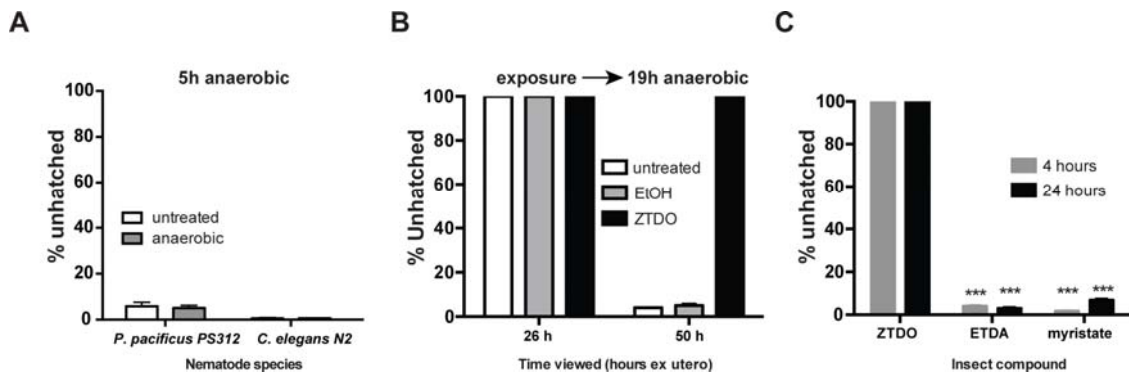 A
5h anaerobic
100
80
60
40
20
0
% unhatched
untreated
anaerobic
P. pacificus PS312
C. elegans N2
Nematode species
B
exposure → 19h anaerobic
100
80
60
40
20
0
% Unhatched
untreated
EtOH
ZTDO
26 h
50 h
Time viewed (hours ex utero)
C
100
80
60
40
20
0
% unhatched
4 hours
24 hours
*** *** *** ***
ZTDO
ETDA
myristate
Insect compound